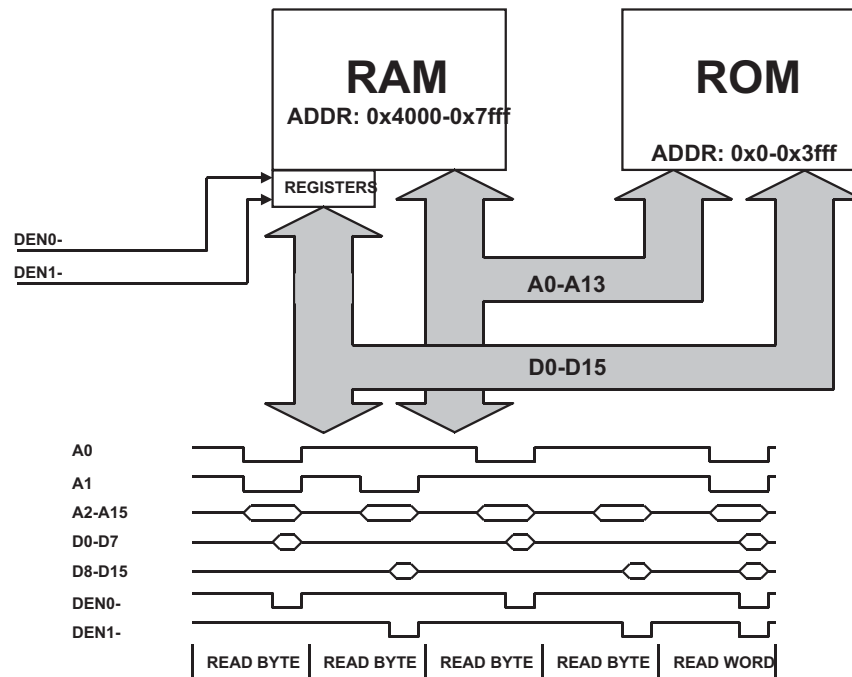 RAM
ADDR: 0x4000-0x7fff
ROM
ADDR: 0x0-0x3fff
REGISTERS
DEN0-
DEN1-
A0-A13
D0-D15
A0
A1
A2-A15
D0-D7
D8-D15
DEN0-
DEN1-
READ BYTE READ BYTE READ BYTE READ BYTE READ WORD